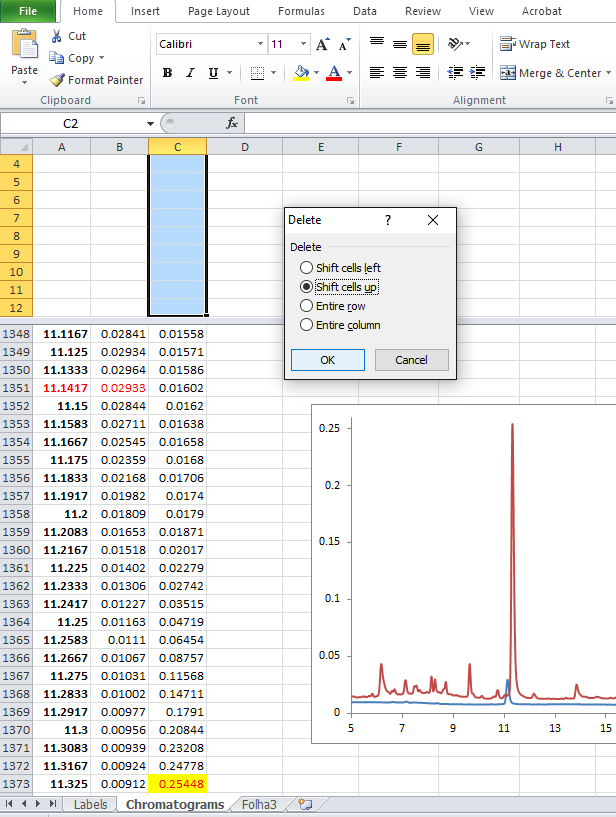 File Home Insert Page Layout Formulas Data Review View Acrobat
Paste
Cut
Copy
Format Painter
Calibri 11 A A
B I U A
Wrap Text
Merge & Center
Clipboard Font Alignment
C2 fx
A B C D E F G H
4
5
6
7
8
9
10
11
12
Delete ?
Delete
Shift cells left
Shift cells up
Entire row
Entire column
OK Cancel
1348 11.1167 0.02841 0.01558
1349 11.125 0.02934 0.01571
1350 11.1333 0.02964 0.01586
1351 11.1417 0.02933 0.01602
1352 11.15 0.02844 0.0162
1353 11.1583 0.02711 0.01638
1354 11.1667 0.02545 0.01658
1355 11.175 0.02359 0.0168
1356 11.1833 0.02168 0.01706
1357 11.1917 0.01982 0.0174
1358 11.2 0.01809 0.0179
1359 11.2083 0.01653 0.01871
1360 11.2167 0.01518 0.02017
1361 11.225 0.01402 0.02279
1362 11.2333 0.01306 0.02742
1363 11.2417 0.01227 0.03515
1364 11.25 0.01163 0.04719
1365 11.2583 0.0111 0.06454
1366 11.2667 0.01067 0.08757
1367 11.275 0.01031 0.11568
1368 11.2833 0.01002 0.14711
1369 11.2917 0.00977 0.1791
1370 11.3 0.00956 0.20844
1371 11.3083 0.00939 0.23208
1372 11.3167 0.00924 0.24778
1373 11.325 0.00912 0.25448
0.25
0.2
0.15
0.1
0.05
0
5 7 9 11 13 15
Labels Chromatograms Folha3